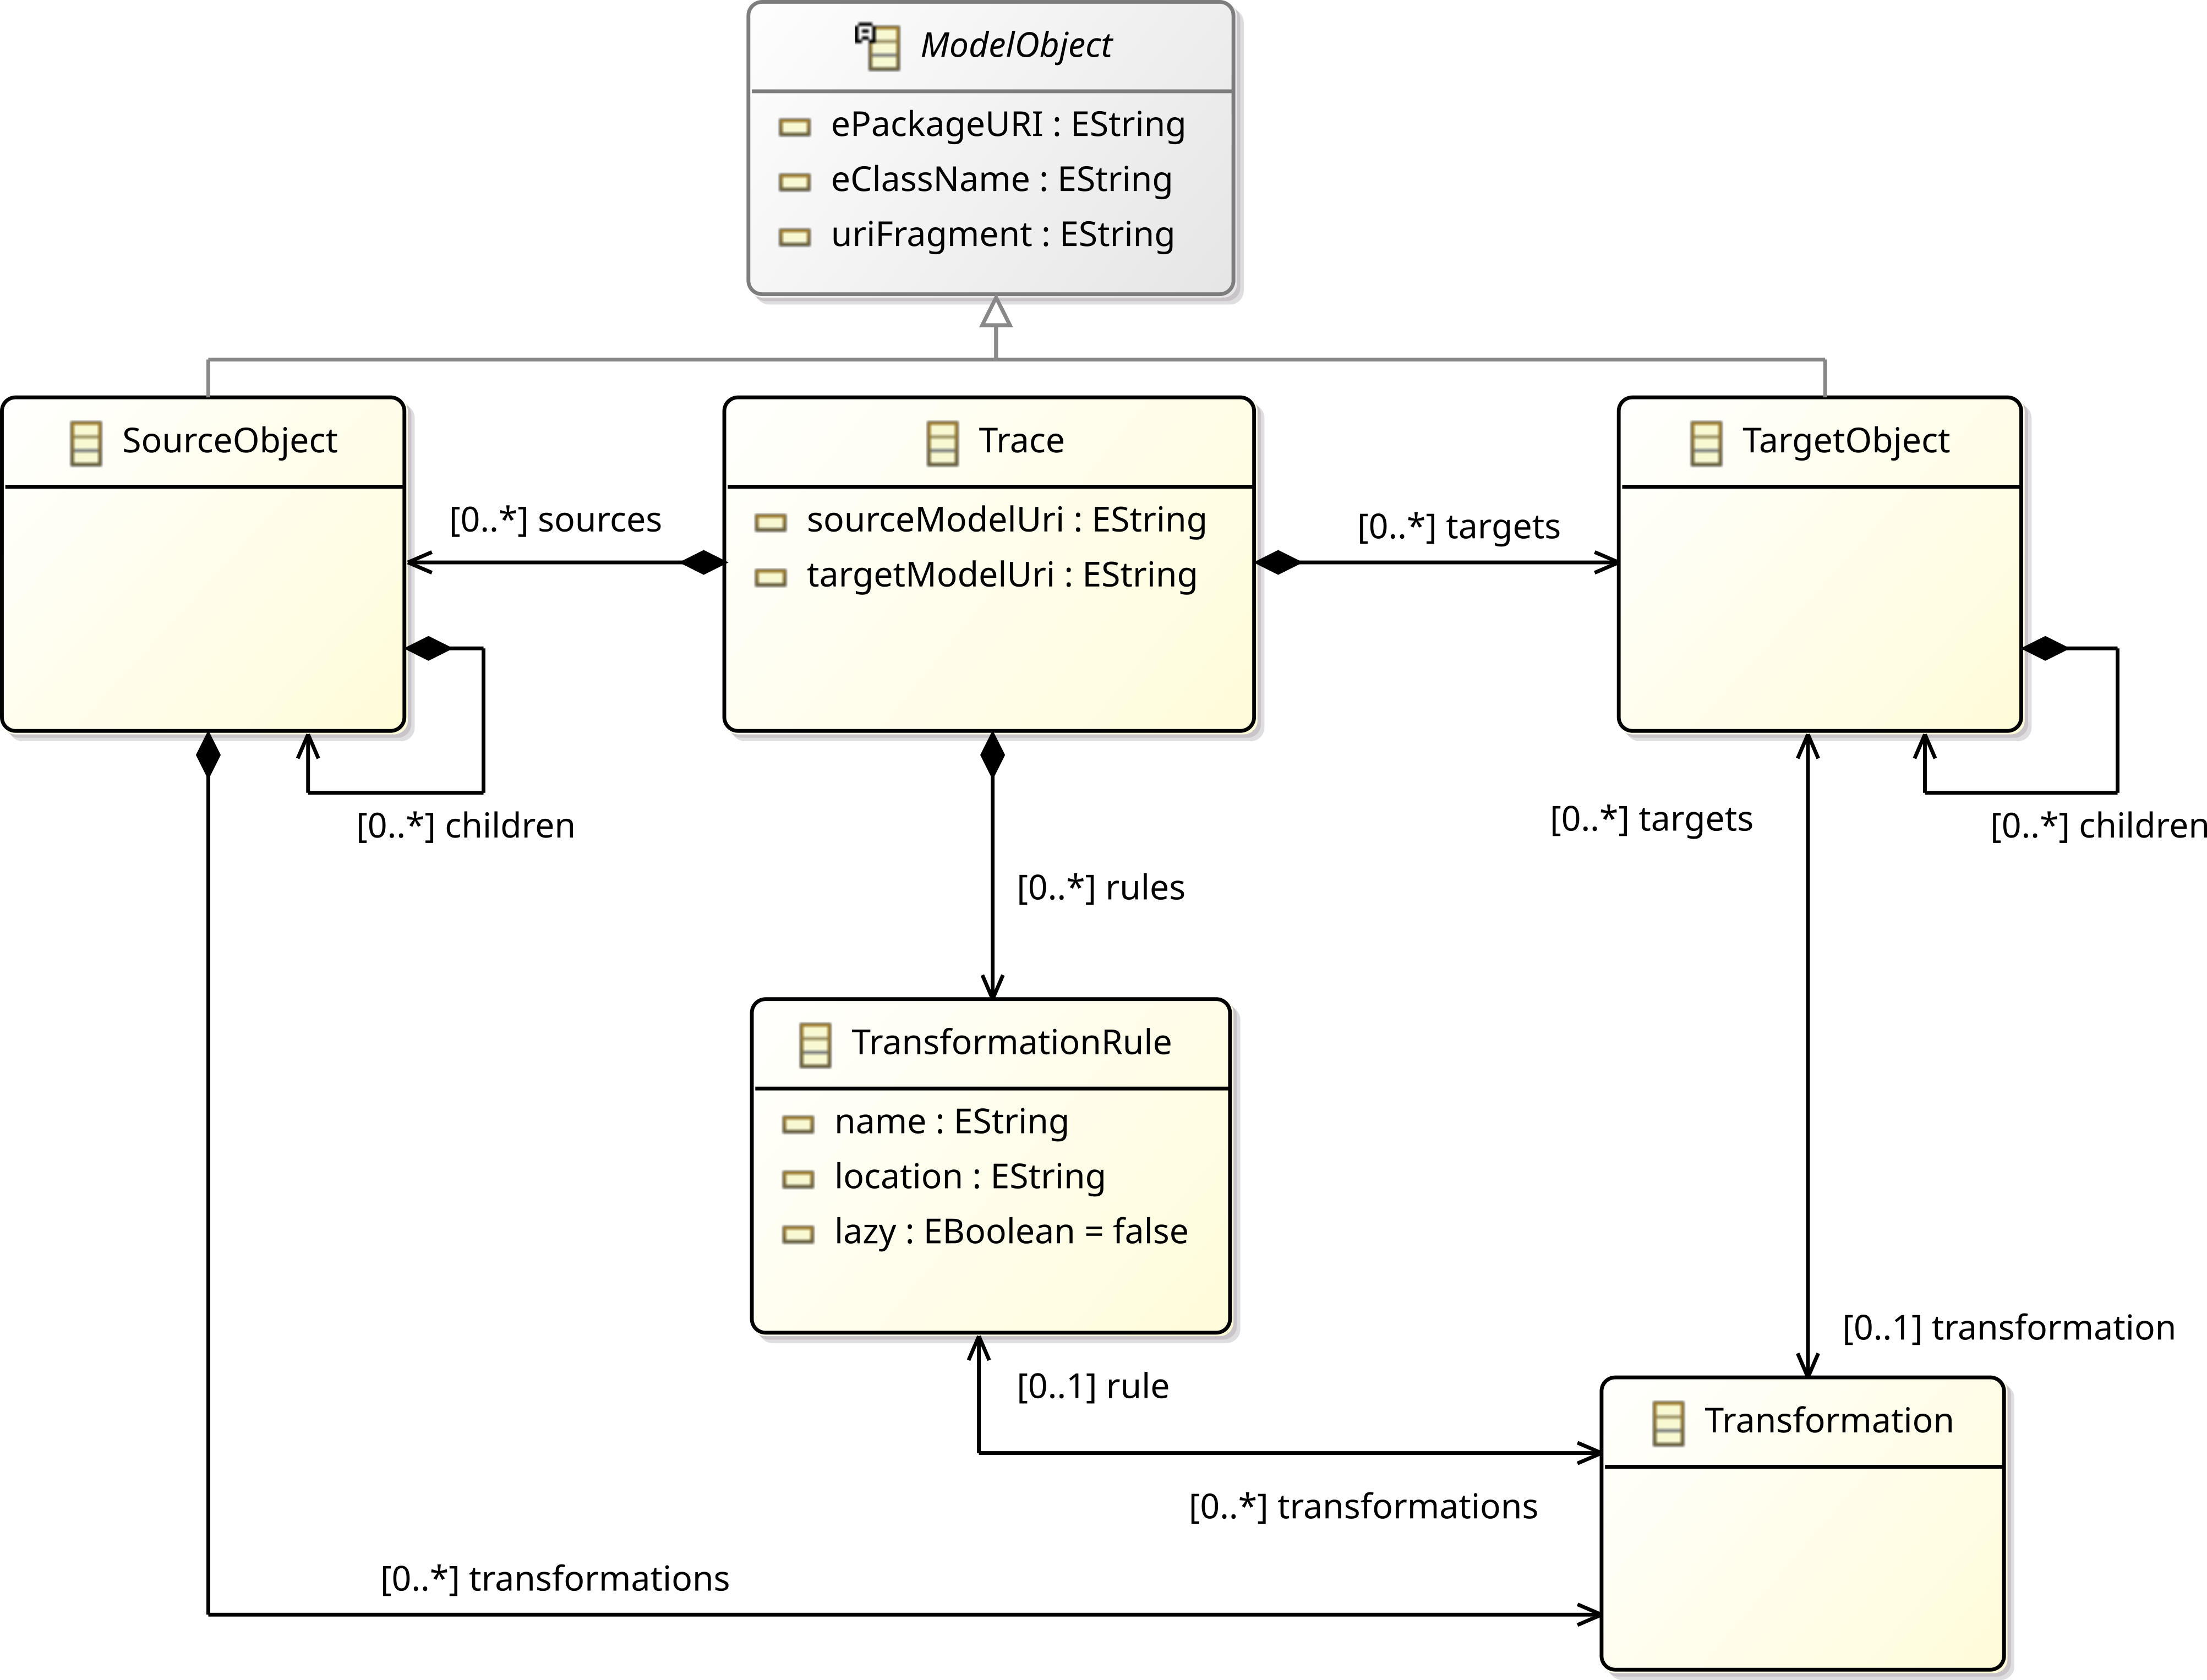 ModelObject
ePackageURI : EString
eClassName : EString
uriFragment : EString
SourceObject
Trace
TargetObject
[0..*] sources
sourceModelUri : EString
targetModelUri : EString
[0..*] targets
[0..*] children
[0..*] targets
[0..*] children
[0..*] rules
TransformationRule
name : EString
location : EString
lazy : EBoolean = false
[0..1] transformation
[0..1] rule
Transformation
[0..*] transformations
[0..*] transformations